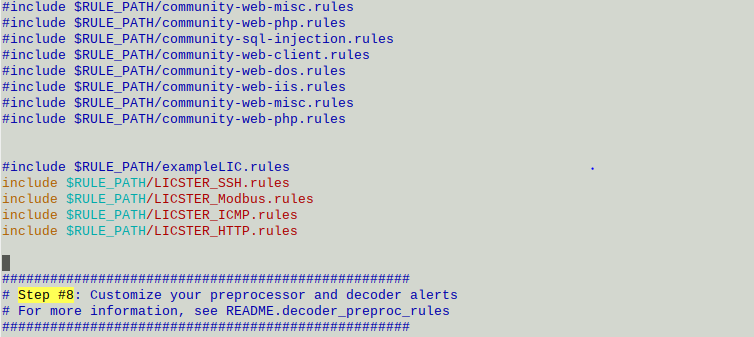 #include $RULE_PATH/community-web-misc.rules
#include $RULE_PATH/community-web-php.rules
#include $RULE_PATH/community-sql-injection.rules
#include $RULE_PATH/community-web-client.rules
#include $RULE_PATH/community-web-dos.rules
#include $RULE_PATH/community-web-iis.rules
#include $RULE_PATH/community-web-misc.rules
#include $RULE_PATH/community-web-php.rules
#include $RULE_PATH/exampleLIC.rules
include $RULE_PATH/LICSTER_SSH.rules
include $RULE_PATH/LICSTER_Modbus.rules
include $RULE_PATH/LICSTER_ICMP.rules
include $RULE_PATH/LICSTER_HTTP.rules
###################################################
# Step #8: Customize your preprocessor and decoder alerts
# For more information, see README.decoder_preproc_rules
###################################################